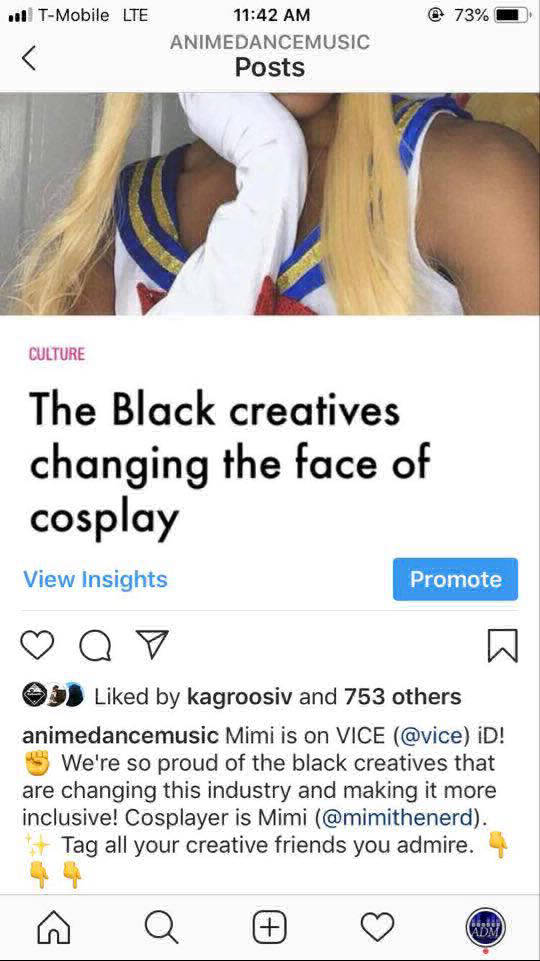 T-Mobile LTE 11:42 AM 73%
ANIMEDANCEMUSIC
Posts
CULTURE
The Black creatives
changing the face of
cosplay
View Insights Promote
Liked by kagroosiv and 753 others
animedancemusic Mimi is on VICE (@vice) iD!
✊ We're so proud of the black creatives that
are changing this industry and making it more
inclusive! Cosplayer is Mimi (@mimithenerd).
✨ Tag all your creative friends you admire. 👇
👇 👇
ADM